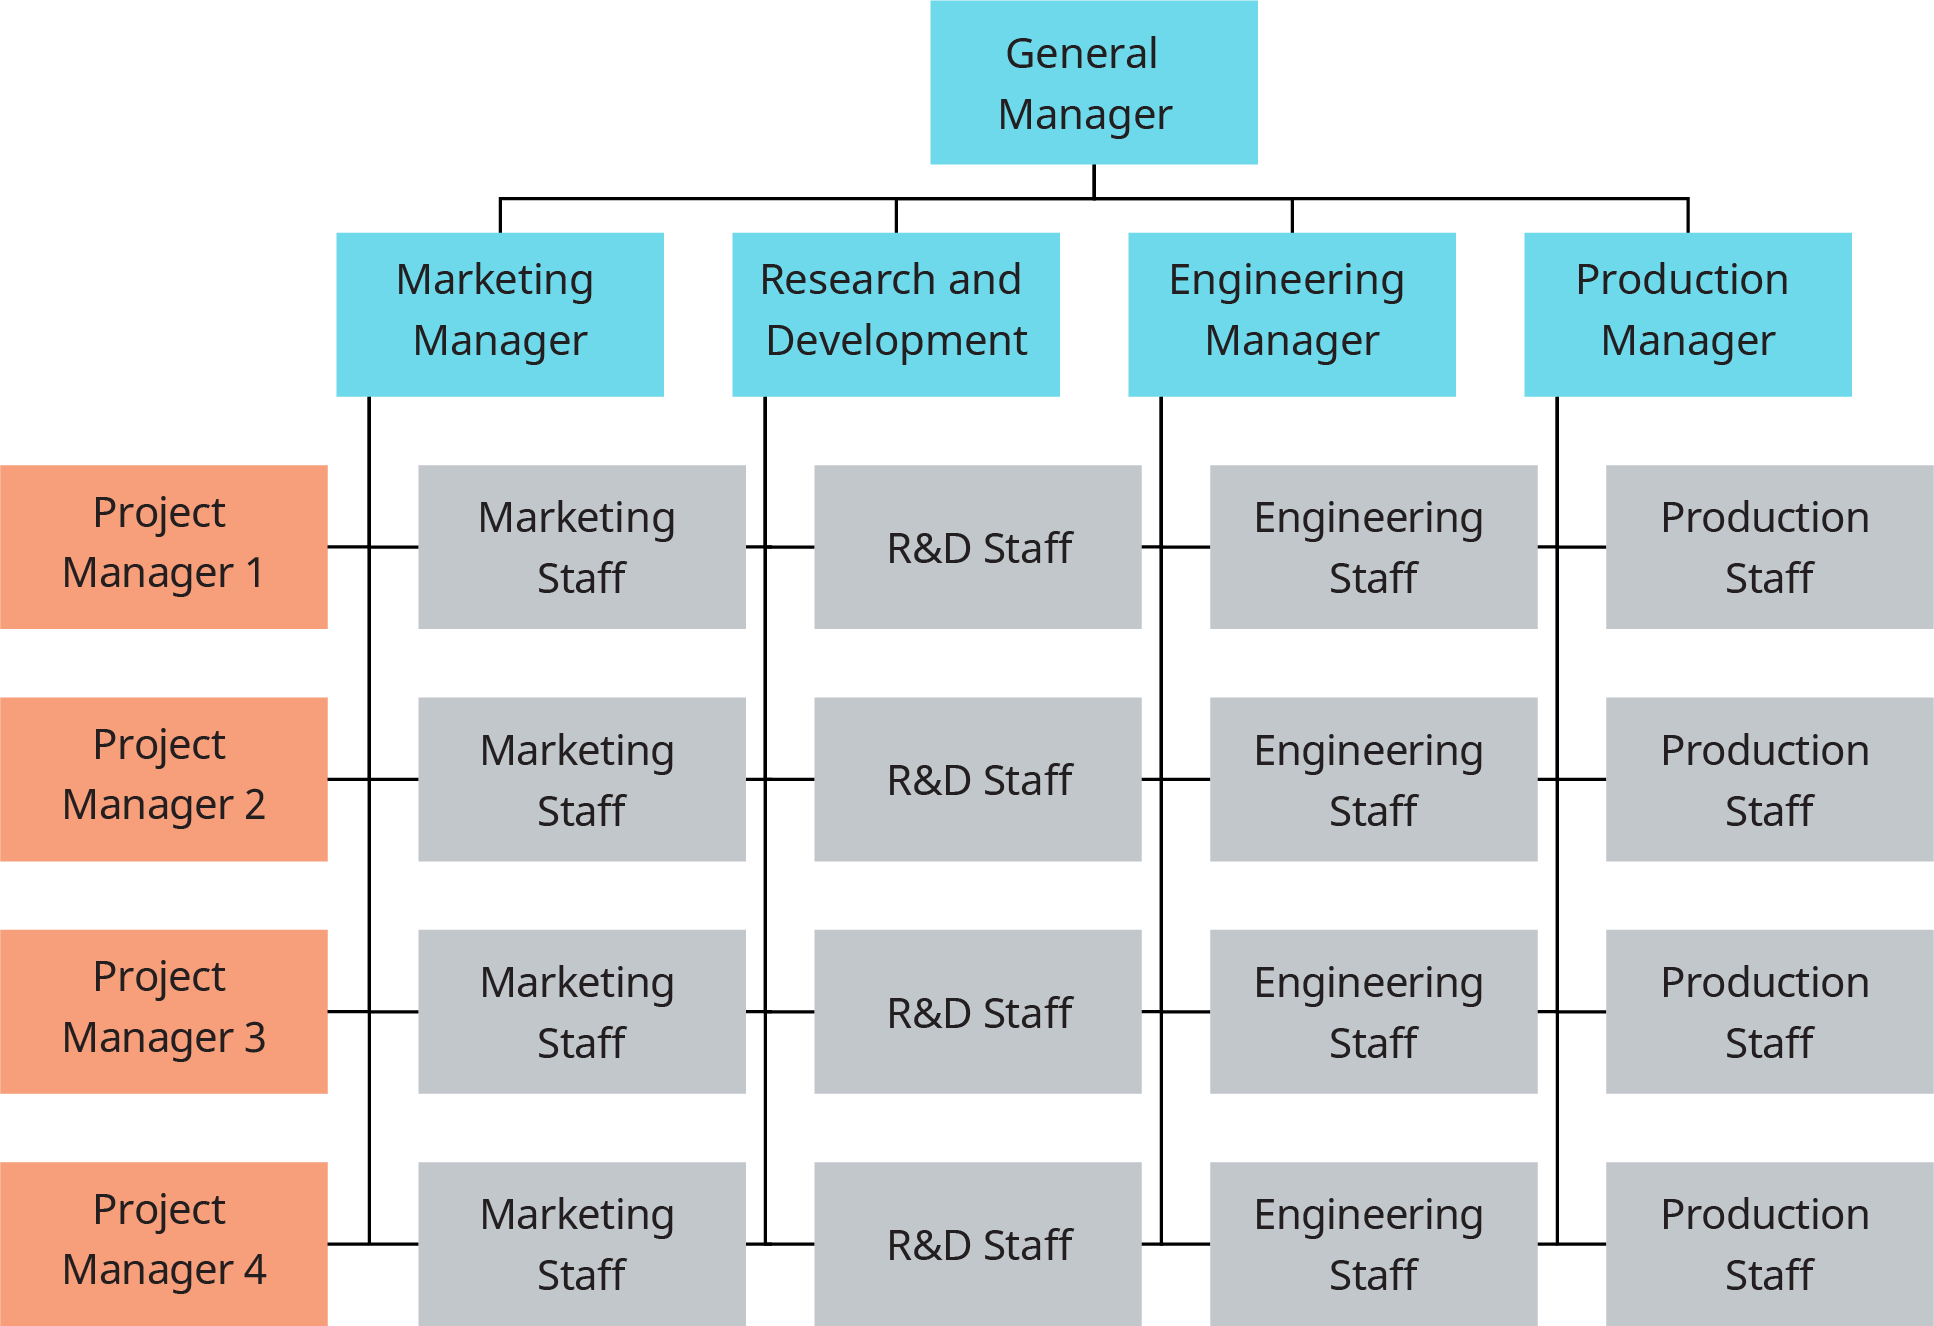 General
Manager
Marketing
Manager
Research and
Development
Engineering
Manager
Production
Manager
Project
Manager 1
Marketing
Staff
R&D Staff
Engineering
Staff
Production
Staff
Project
Manager 2
Marketing
Staff
R&D Staff
Engineering
Staff
Production
Staff
Project
Manager 3
Marketing
Staff
R&D Staff
Engineering
Staff
Production
Staff
Project
Manager 4
Marketing
Staff
R&D Staff
Engineering
Staff
Production
Staff